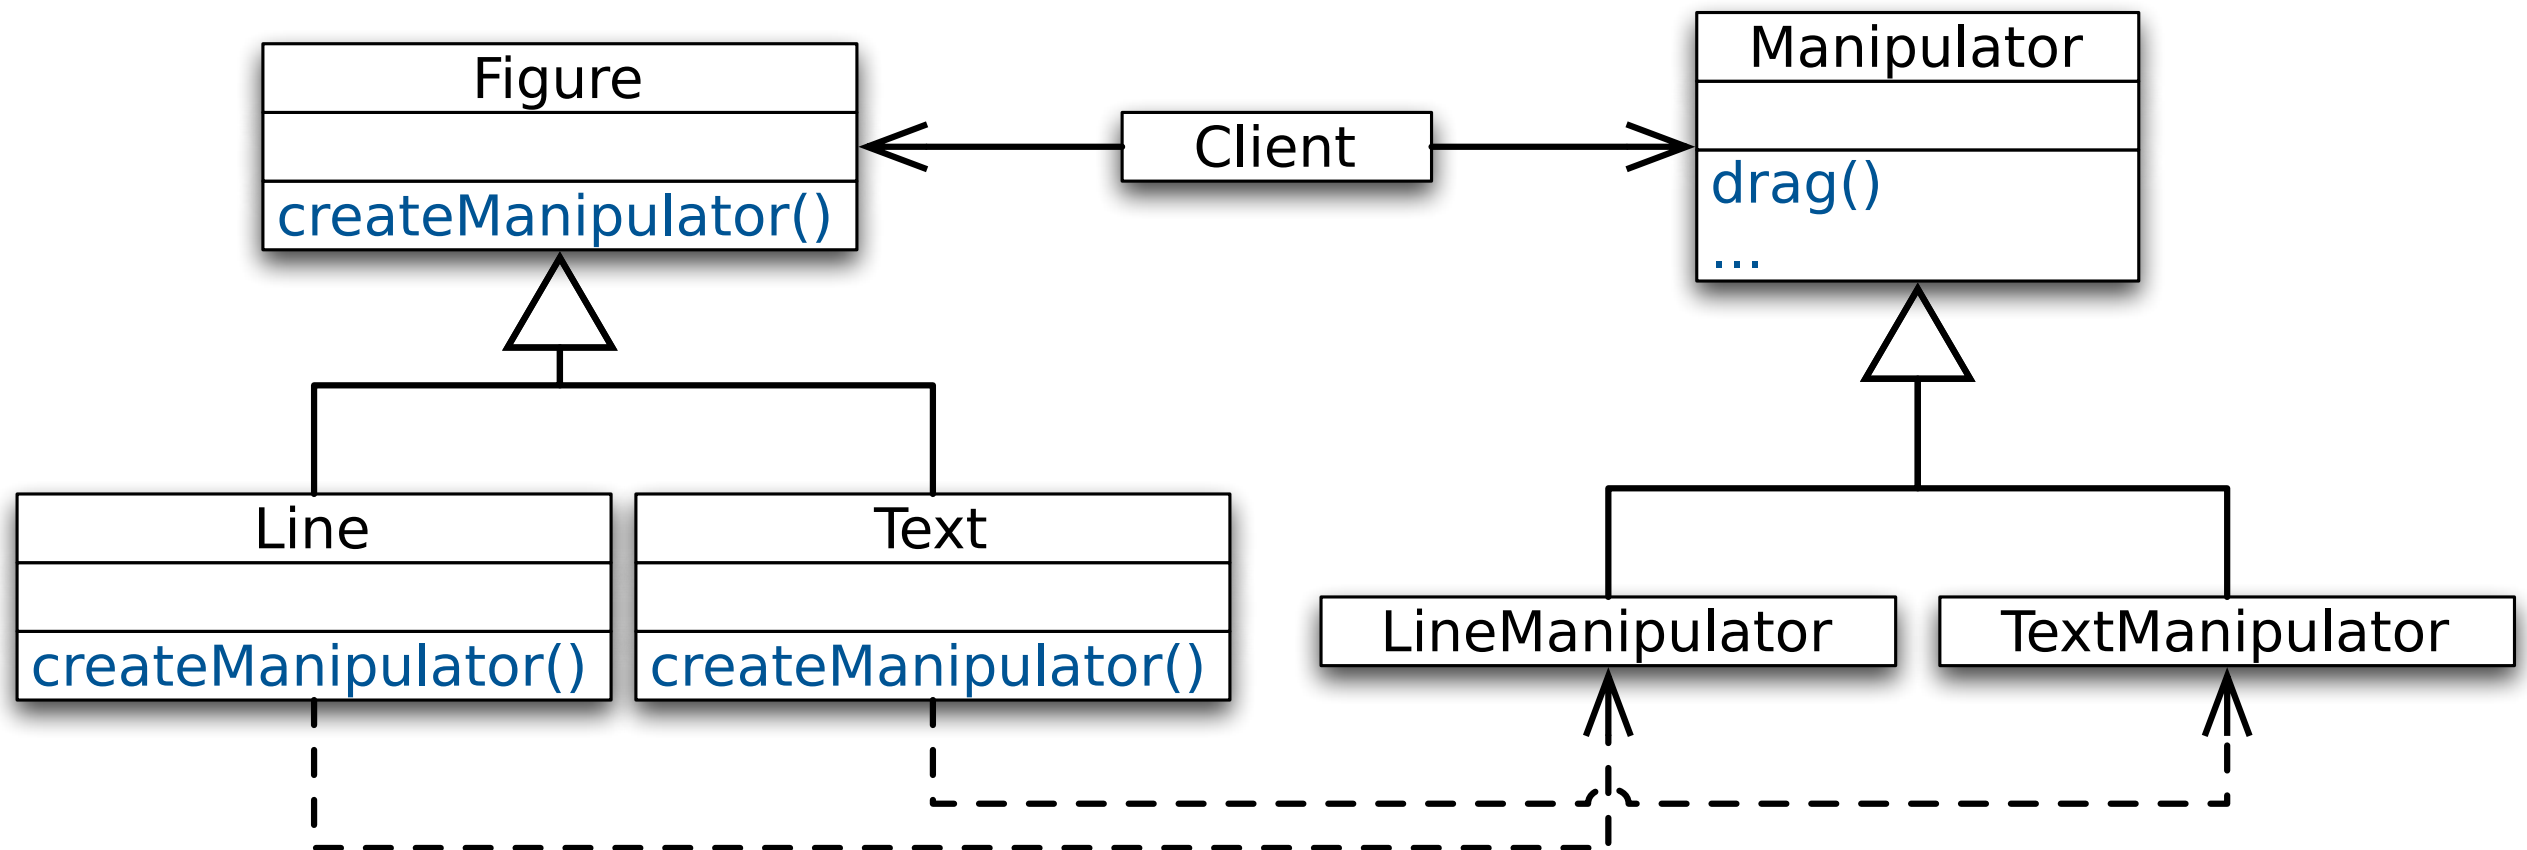 Figure
createManipulator()
Client
Manipulator
drag()
...
Line
createManipulator()
Text
createManipulator()
LineManipulator
TextManipulator